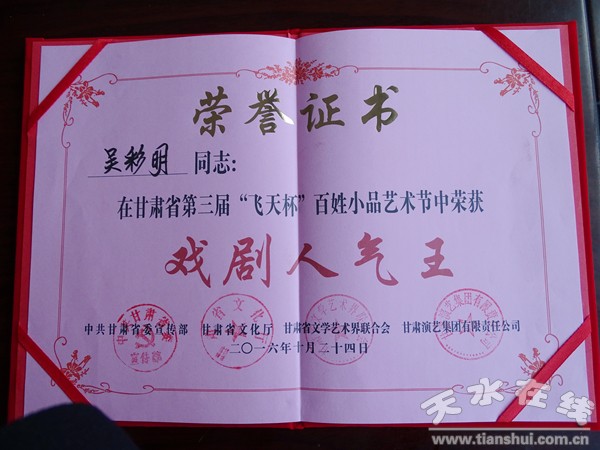 荣誉证书
吴彩明 同志:
在甘肃省第三届“飞天杯”百姓小品艺术节中荣获
戏剧人气王
中共甘肃省委宣传部 甘肃省文化厅 甘肃省文学艺术界联合会 甘肃演艺集团有限责任公司
二〇一六年十月二十四日
天水在线
www.tianshui.com.cn